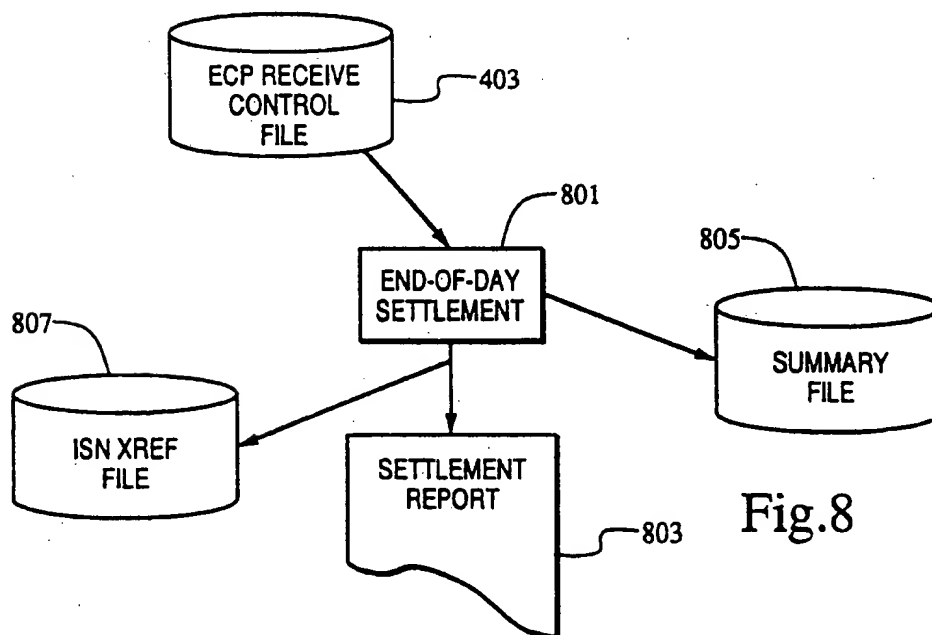 ECP RECEIVE
CONTROL
FILE
403
801
END-OF-DAY
SETTLEMENT
805
SUMMARY
FILE
807
ISN XREF
FILE
SETTLEMENT
REPORT
803
Fig.8